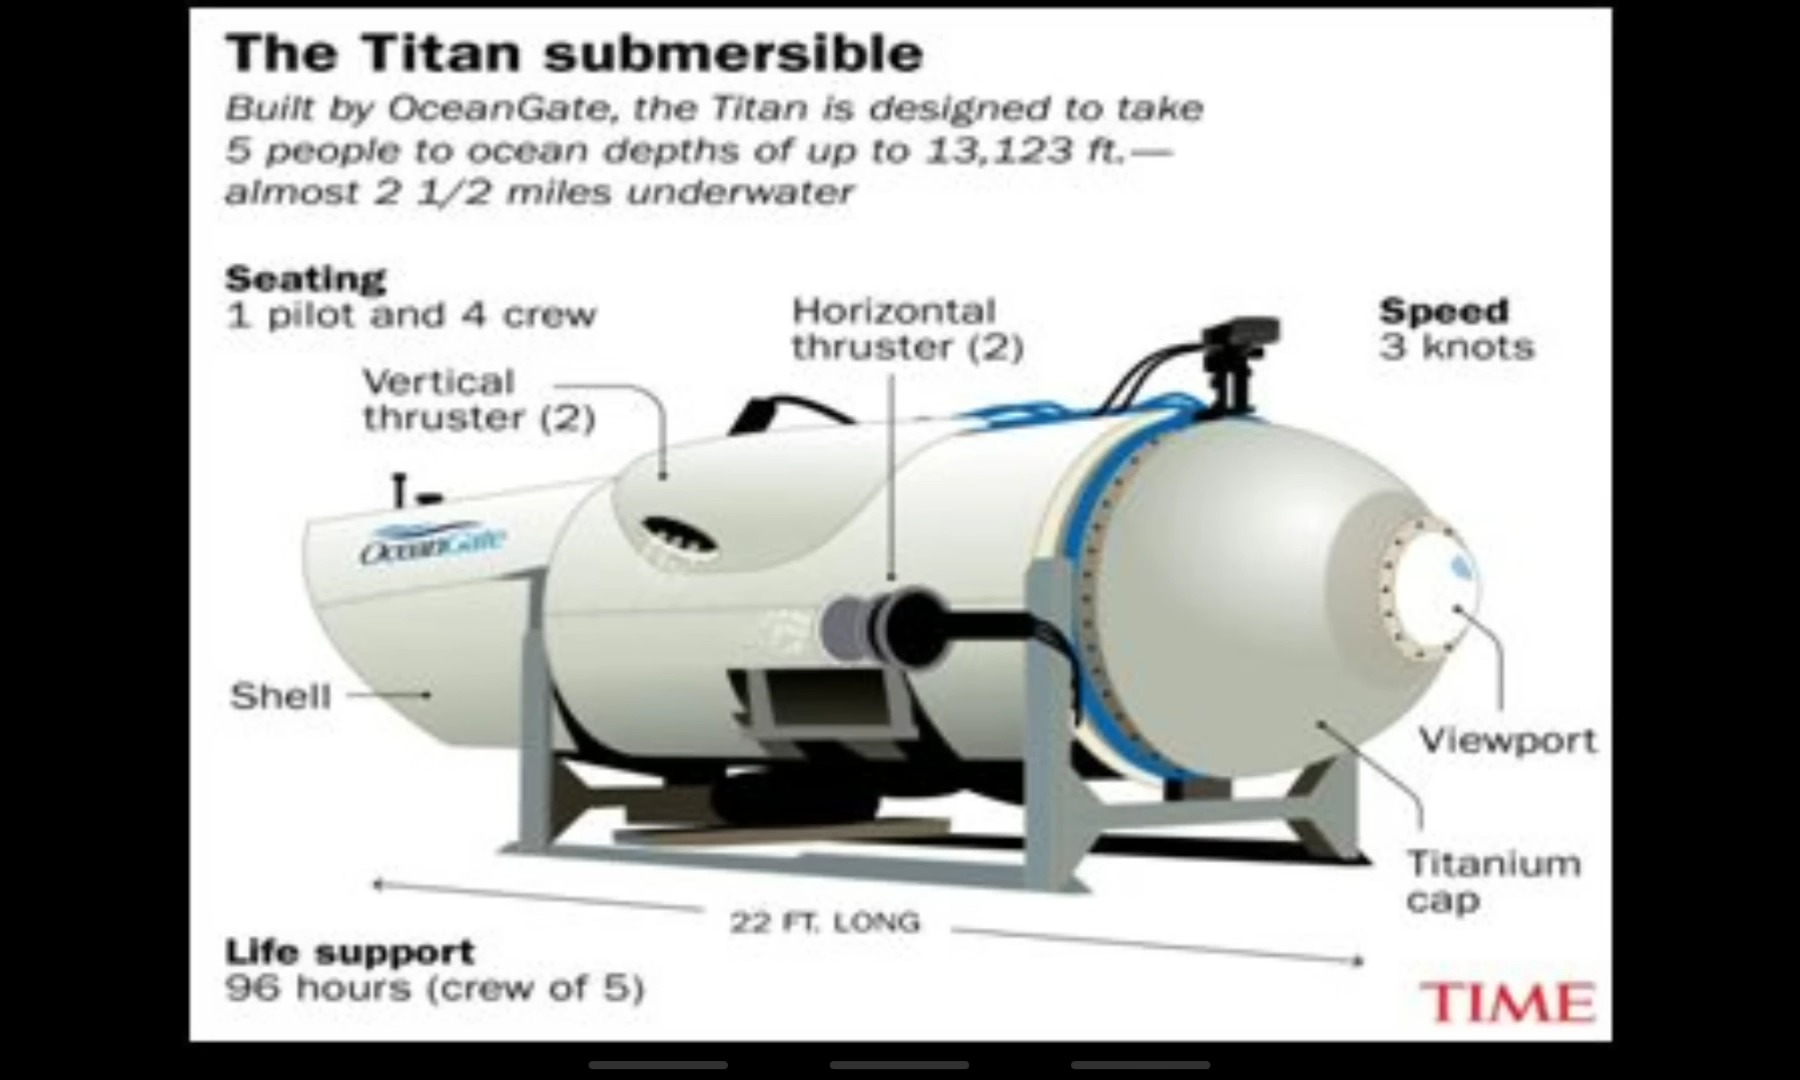 The Titan submersible
Built by OceanGate, the Titan is designed to take
5 people to ocean depths of up to 13,123 ft.—
almost 2 1/2 miles underwater
Seating
1 pilot and 4 crew
Horizontal
thruster (2)
Speed
3 knots
Vertical
thruster (2)
OceanGate
Shell
Viewport
Titanium
cap
22 FT. LONG
Life support
96 hours (crew of 5)
TIME